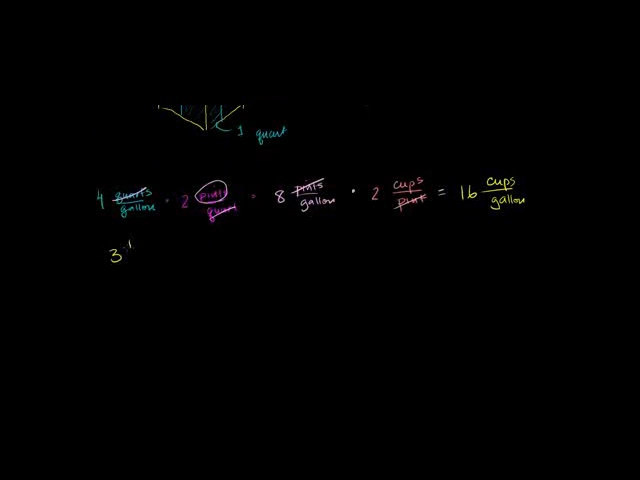 1 quart
4 quarts/gallon · 2 pints/quart = 8 pints/gallon · 2 cups/pint = 16 cups/gallon
3